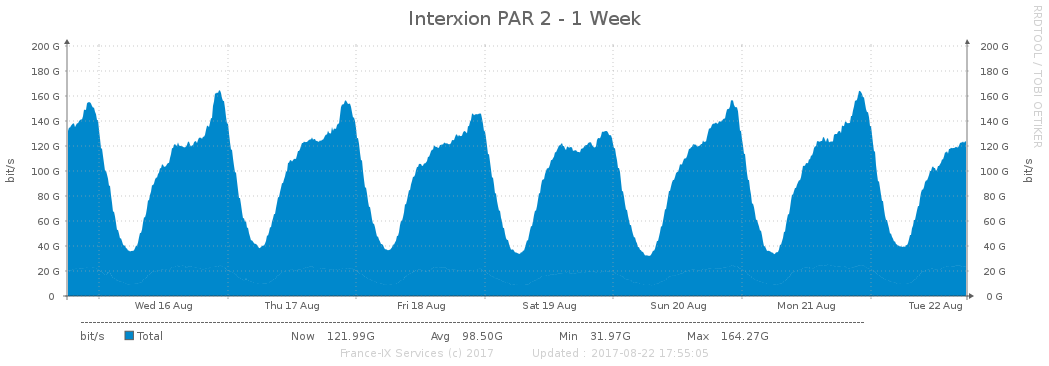 Interxion PAR 2 - 1 Week
RRDTOOL / TOBI OETIKER
200 G 200 G
180 G 180 G
160 G 160 G
140 G 140 G
120 G 120 G
100 G 100 G
80 G 80 G
60 G 60 G
40 G 40 G
20 G 20 G
0 0 G
bit/s bit/s
Wed 16 Aug Thu 17 Aug Fri 18 Aug Sat 19 Aug Sun 20 Aug Mon 21 Aug Tue 22 Aug
bit/s Total Now 121.99G Avg 98.50G Min 31.97G Max 164.27G
France-IX Services (c) 2017 Updated : 2017-08-22 17:55:05